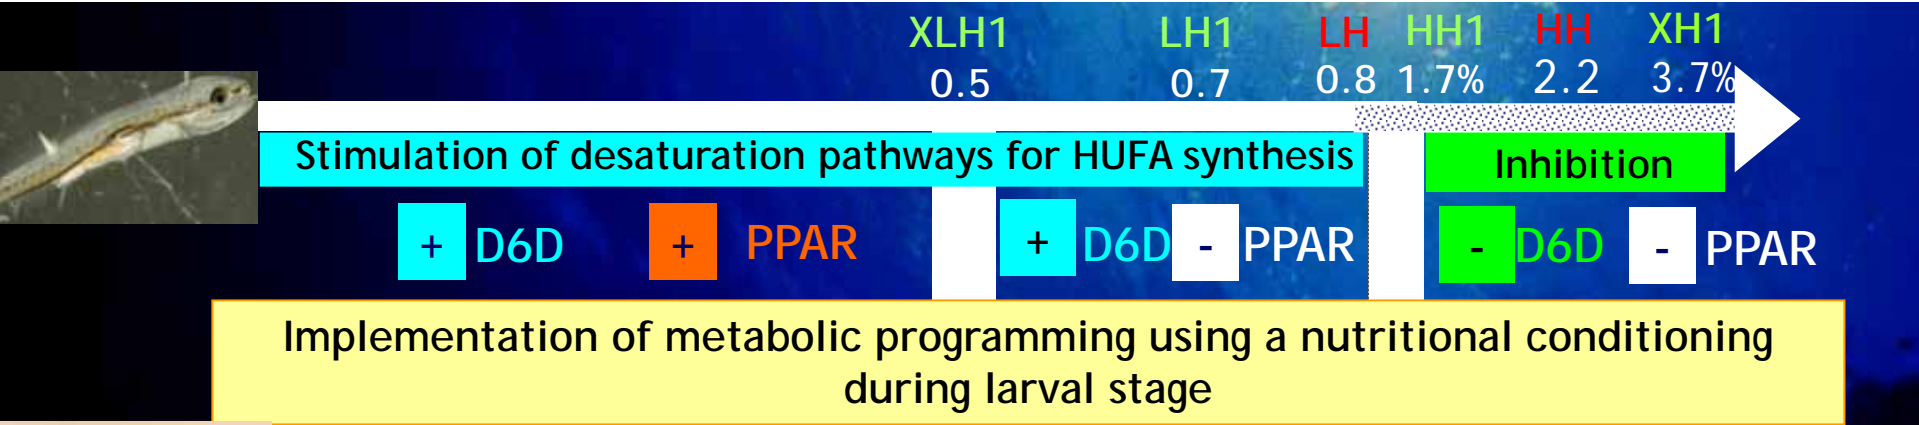 XLH1 LH1 LH HH1 HH XH1
0.5 0.7 0.8 1.7% 2.2 3.7%
Stimulation of desaturation pathways for HUFA synthesis Inhibition
+ D6D + PPAR + D6D - PPAR - D6D - PPAR
Implementation of metabolic programming using a nutritional conditioning
during larval stage